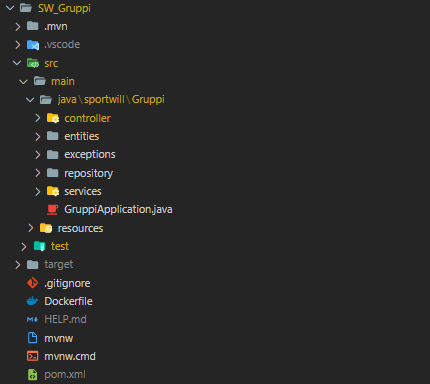 SW_Gruppi
.mvn
.vscode
src
main
java\sportwill\Gruppi
controller
entities
exceptions
repository
services
GruppiApplication.java
resources
test
target
.gitignore
Dockerfile
HELP.md
mvnw
mvnw.cmd
pom.xml